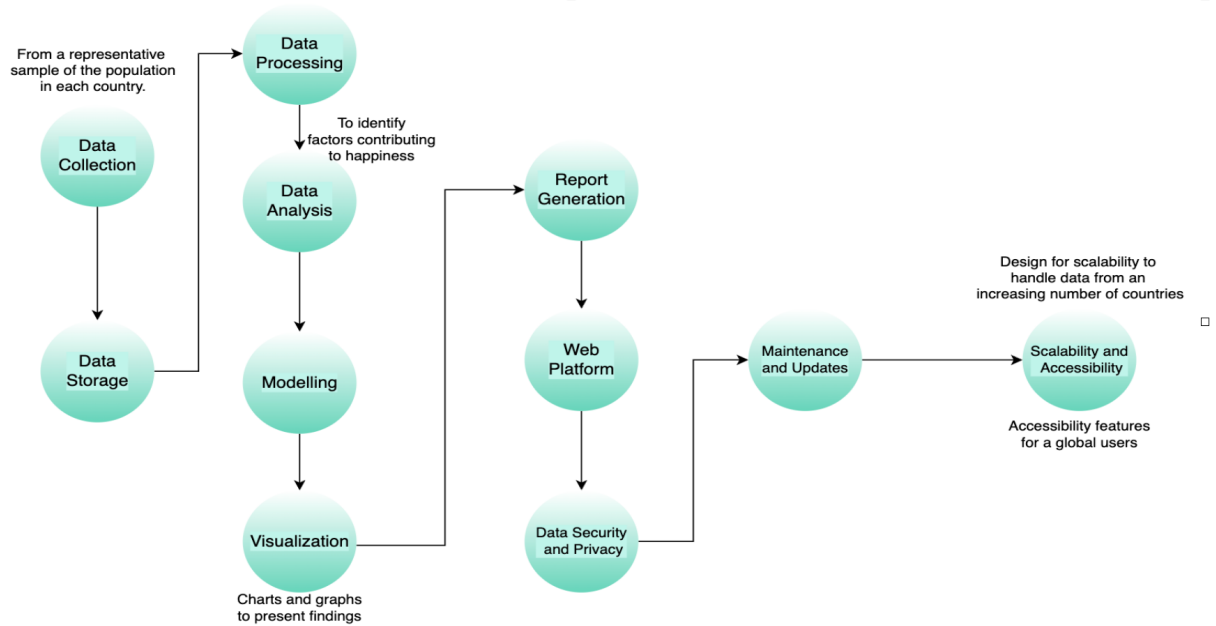 From a representative
sample of the population
in each country.
Data
Collection
Data
Storage
Data
Processing
To identify
factors contributing
to happiness
Data
Analysis
Modelling
Visualization
Charts and graphs
to present findings
Report
Generation
Web
Platform
Data Security
and Privacy
Maintenance
and Updates
Design for scalability to
handle data from an
increasing number of countries
Scalability and
Accessibility
Accessibility features
for a global users